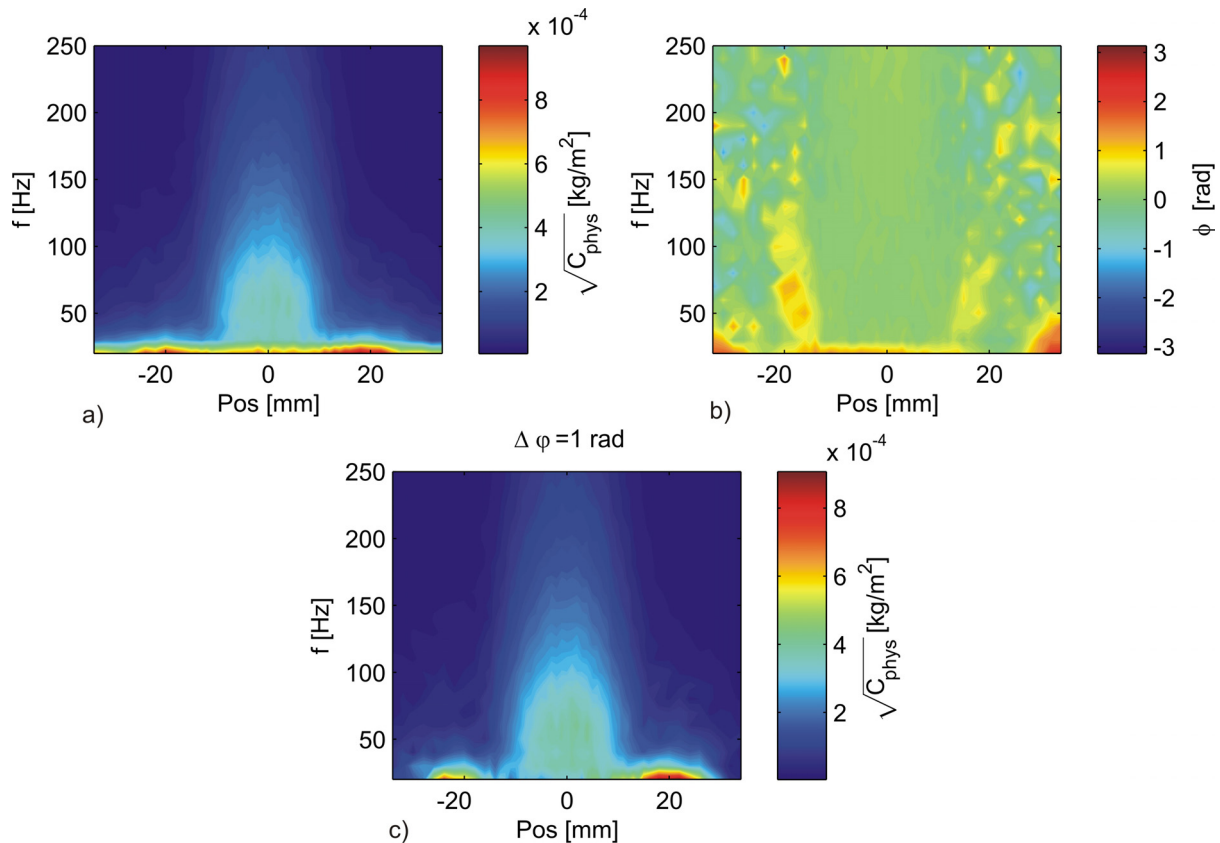 x 10⁻⁴
250
200
150
100
50
f [Hz]
-20 0 20
Pos [mm]
a)
8
6
4
2
√C_phys [kg/m²]
250
200
150
100
50
f [Hz]
-20 0 20
Pos [mm]
b)
3
2
1
0
-1
-2
-3
ϕ [rad]
Δ φ =1 rad
x 10⁻⁴
250
200
150
100
50
f [Hz]
-20 0 20
Pos [mm]
c)
8
6
4
2
√C_phys [kg/m²]